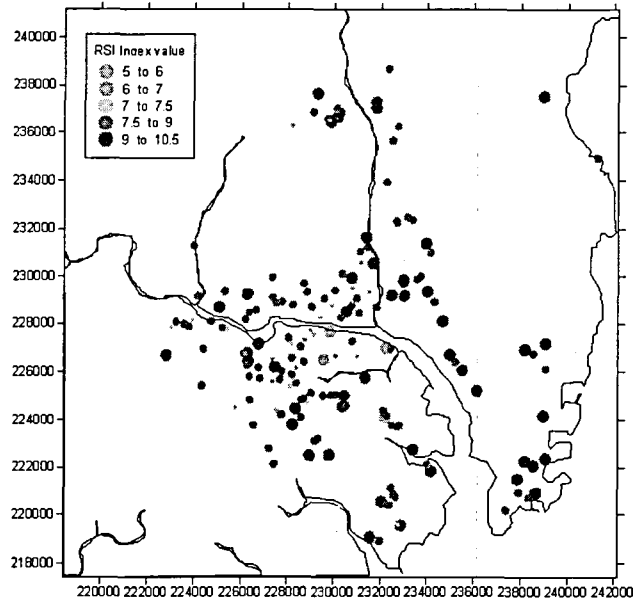 240000
238000
236000
234000
232000
230000
228000
226000
224000
222000
220000
218000
RSI Index value
5 to 6
6 to 7
7 to 7.5
7.5 to 9
9 to 10.5
220000 222000 224000 226000 228000 230000 232000 234000 236000 238000 240000 242000